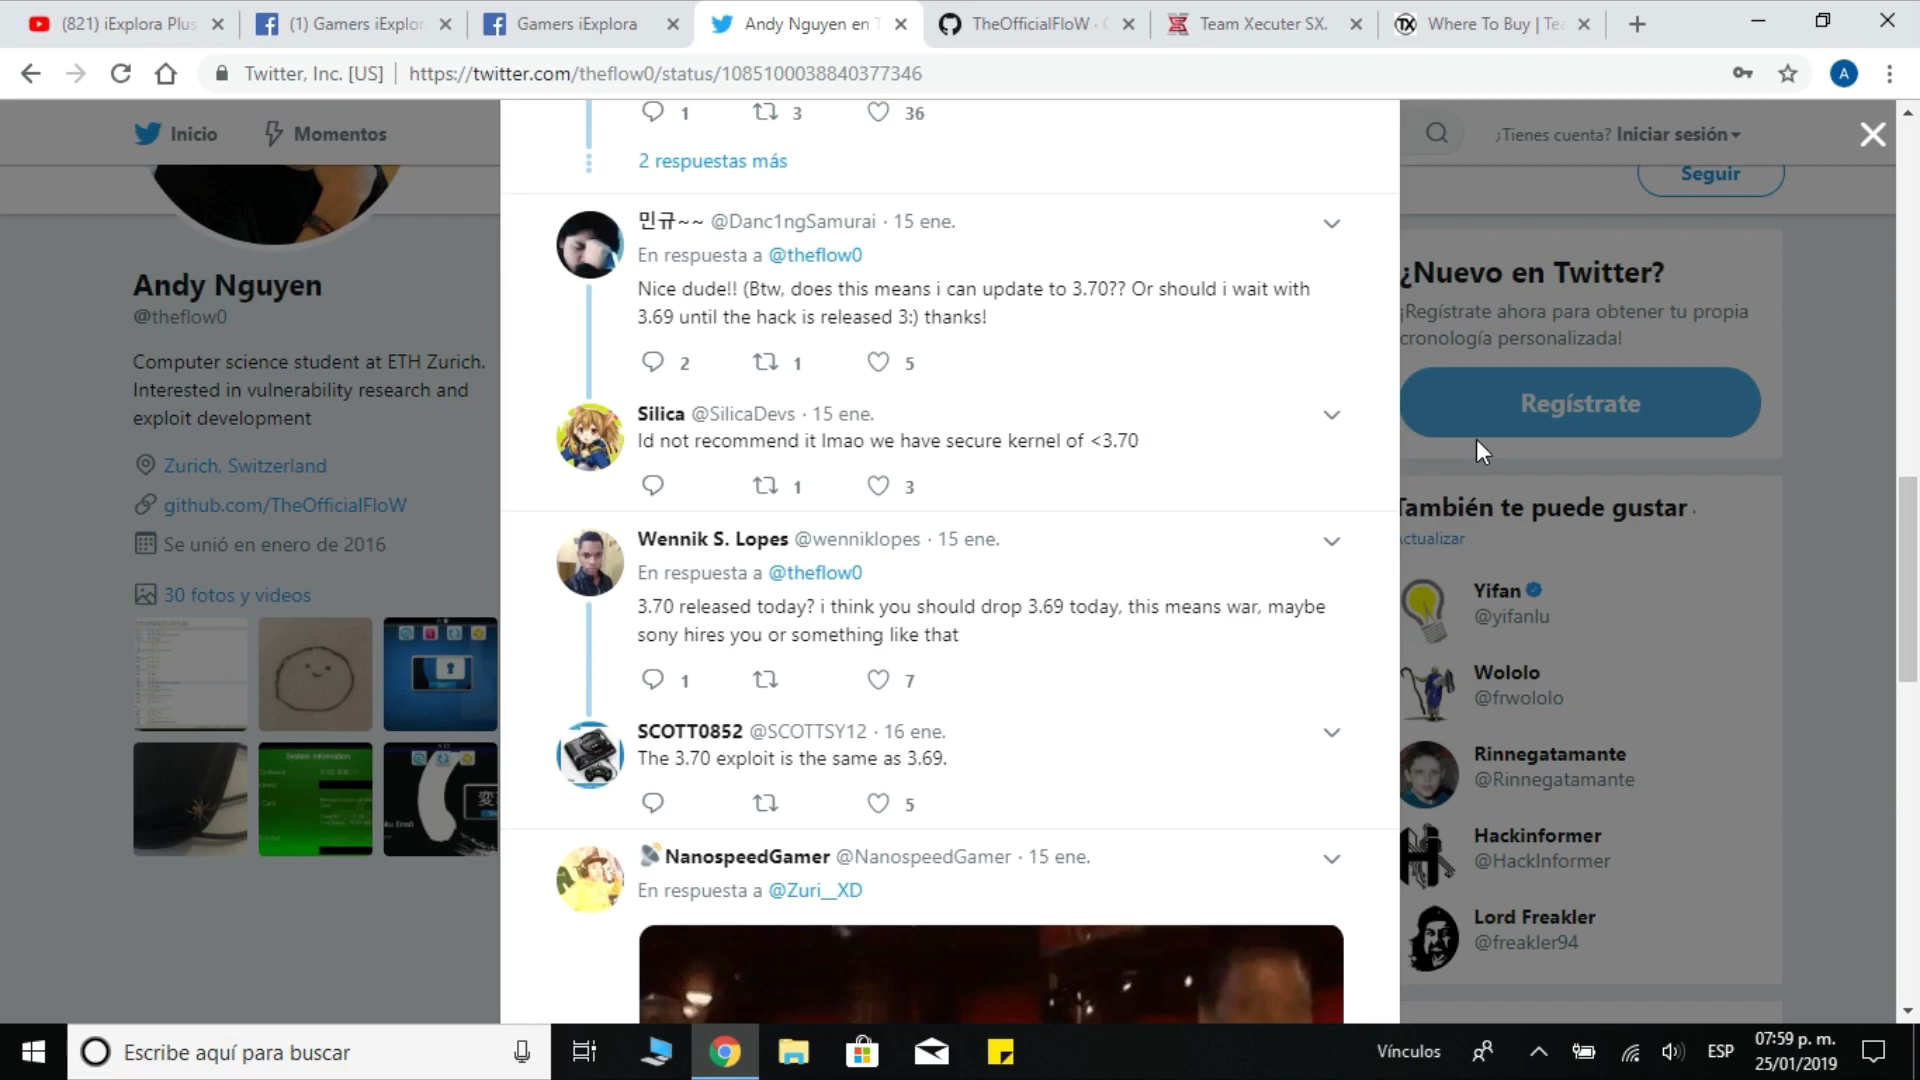 (821) iExplora Plus
(1) Gamers iExplor
Gamers iExplora
Andy Nguyen en T
TheOfficialFloW · G
Team Xecuter SX.
Where To Buy | Tea
Twitter, Inc. [US]
https://twitter.com/theflow0/status/1085100038840377346
A
Inicio
Momentos
¿Tienes cuenta? Iniciar sesión
Seguir
Andy Nguyen
@theflow0
Computer science student at ETH Zurich.
Interested in vulnerability research and
exploit development
Zurich, Switzerland
github.com/TheOfficialFloW
Se unió en enero de 2016
30 fotos y videos
1 3 36
2 respuestas más
민규~~ @Danc1ngSamurai · 15 ene.
En respuesta a @theflow0
Nice dude!! (Btw, does this means i can update to 3.70?? Or should i wait with
3.69 until the hack is released 3:) thanks!
2 1 5
Silica @SilicaDevs · 15 ene.
Id not recommend it lmao we have secure kernel of <3.70
1 3
Wennik S. Lopes @wenniklopes · 15 ene.
En respuesta a @theflow0
3.70 released today? i think you should drop 3.69 today, this means war, maybe
sony hires you or something like that
1 7
SCOTT0852 @SCOTTSY12 · 16 ene.
The 3.70 exploit is the same as 3.69.
5
NanospeedGamer @NanospeedGamer · 15 ene.
En respuesta a @Zuri__XD
¿Nuevo en Twitter?
¡Regístrate ahora para obtener tu propia
cronología personalizada!
Regístrate
También te puede gustar ·
Actualizar
Yifan
@yifanlu
Wololo
@frwololo
Rinnegatamante
@Rinnegatamante
Hackinformer
@HackInformer
Lord Freakler
@freakler94
System Information
Escribe aquí para buscar
Vínculos
ESP
07:59 p. m.
25/01/2019